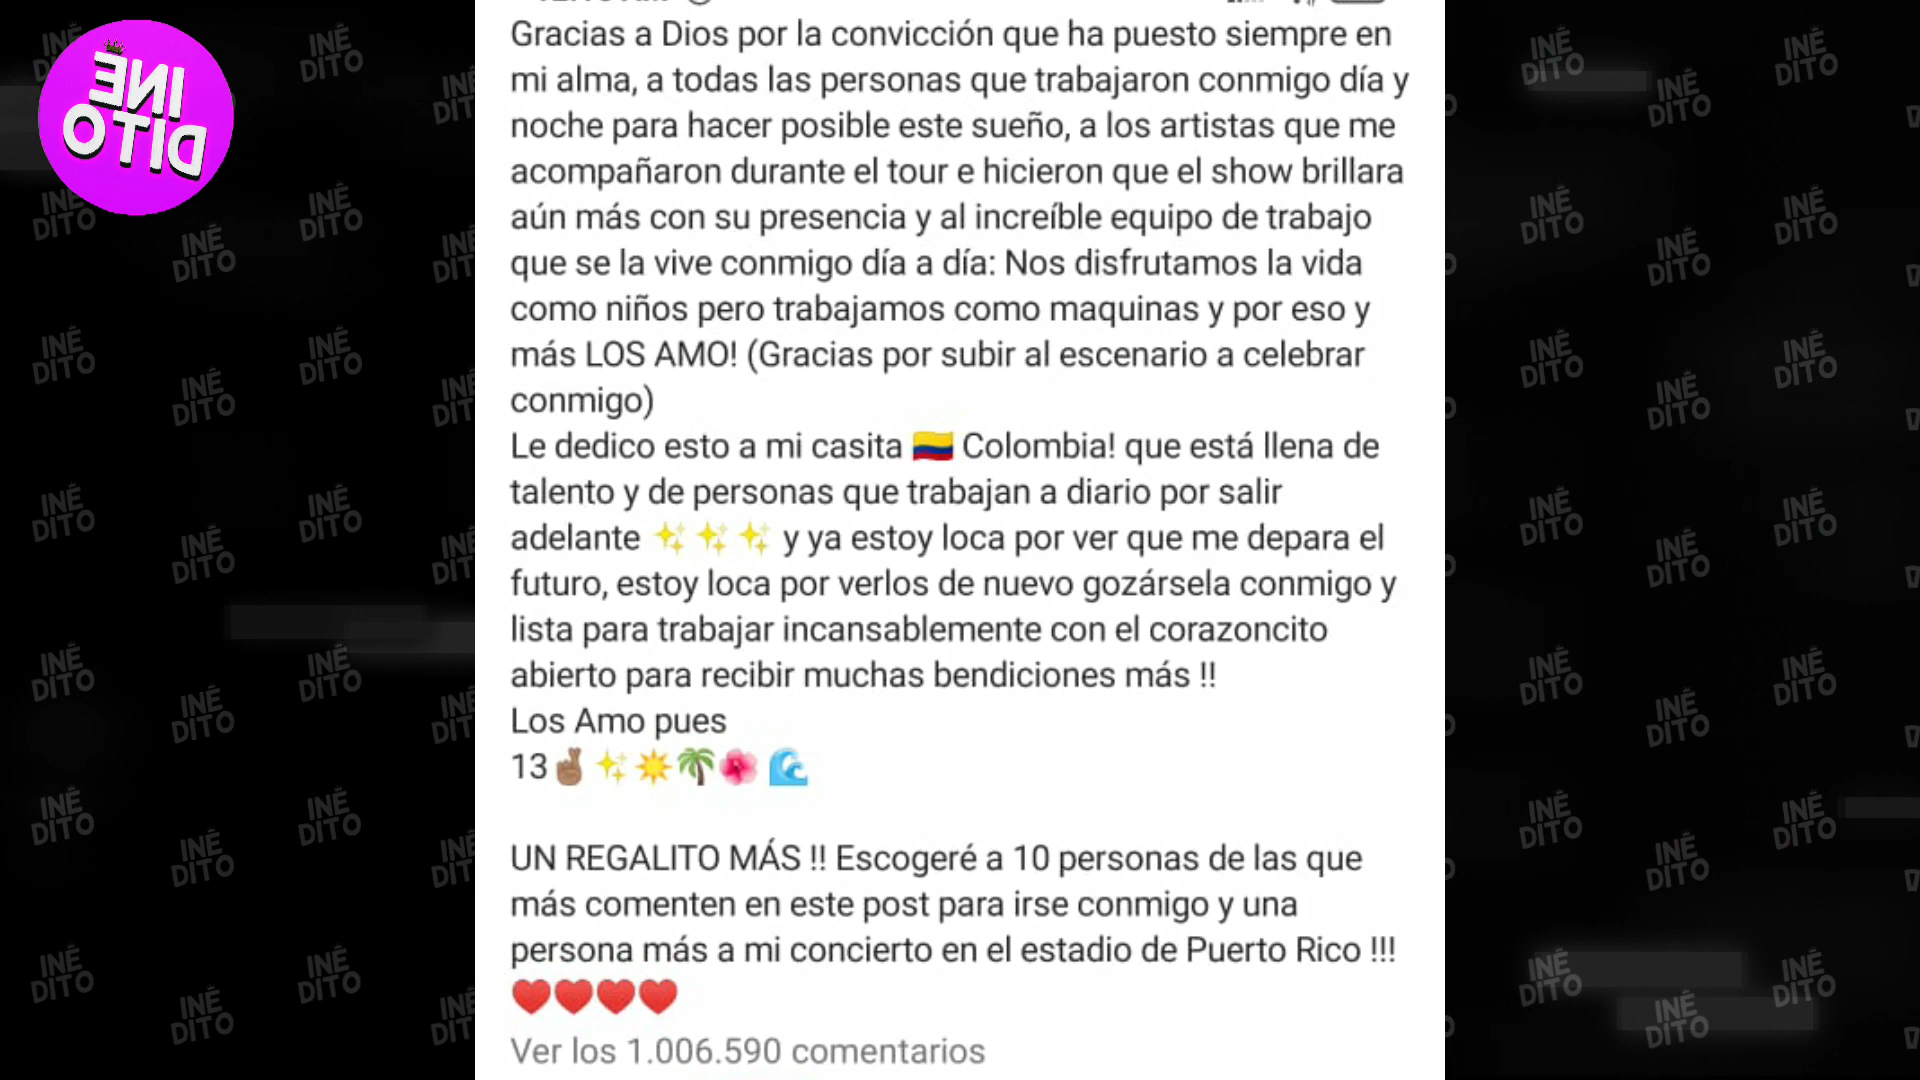 INÉ
DITO
Gracias a Dios por la convicción que ha puesto siempre en
mi alma, a todas las personas que trabajaron conmigo día y
noche para hacer posible este sueño, a los artistas que me
acompañaron durante el tour e hicieron que el show brillara
aún más con su presencia y al increíble equipo de trabajo
que se la vive conmigo día a día: Nos disfrutamos la vida
como niños pero trabajamos como maquinas y por eso y
más LOS AMO! (Gracias por subir al escenario a celebrar
conmigo)
Le dedico esto a mi casita 🇨🇴 Colombia! que está llena de
talento y de personas que trabajan a diario por salir
adelante ✨✨✨ y ya estoy loca por ver que me depara el
futuro, estoy loca por verlos de nuevo gozársela conmigo y
lista para trabajar incansablemente con el corazoncito
abierto para recibir muchas bendiciones más !!
Los Amo pues
13🤞🏽✨☀️🌴🌺🌊
UN REGALITO MÁS !! Escogeré a 10 personas de las que
más comenten en este post para irse conmigo y una
persona más a mi concierto en el estadio de Puerto Rico !!!
❤️❤️❤️❤️
Ver los 1.006.590 comentarios